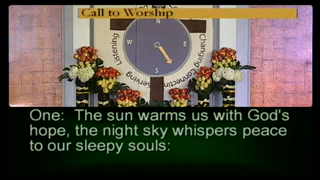 Call to Worship
Listening
Changing
Connecting
Serving
W
E
S
One: The sun warms us with God's
hope, the night sky whispers peace
to our sleepy souls: